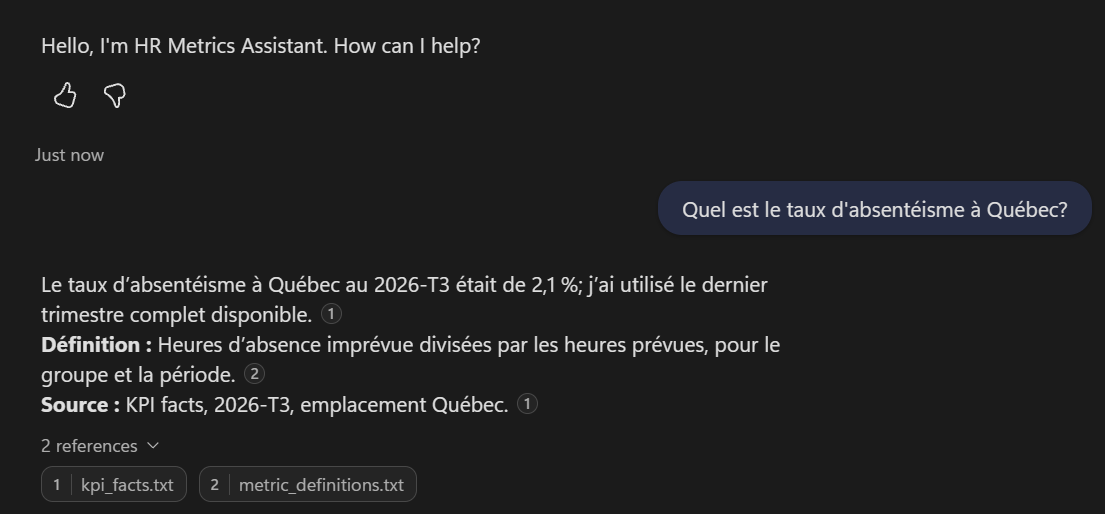 Hello, I'm HR Metrics Assistant. How can I help?
Just now
Quel est le taux d'absentéisme à Québec?
Le taux d’absentéisme à Québec au 2026-T3 était de 2,1 %; j’ai utilisé le dernier
trimestre complet disponible. 1
Définition : Heures d’absence imprévue divisées par les heures prévues, pour le
groupe et la période. 2
Source : KPI facts, 2026-T3, emplacement Québec. 1
2 references
1 kpi_facts.txt 2 metric_definitions.txt